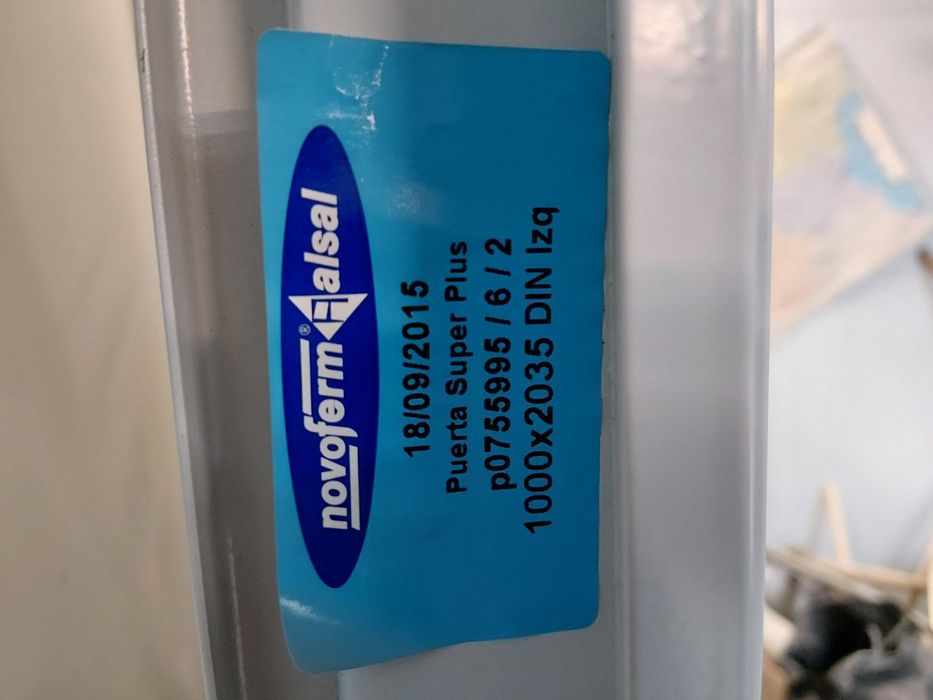 novoferm® alsal
18/09/2015
Puerta Super Plus
p0755995 / 6 / 2
1000x2035 DIN Izq